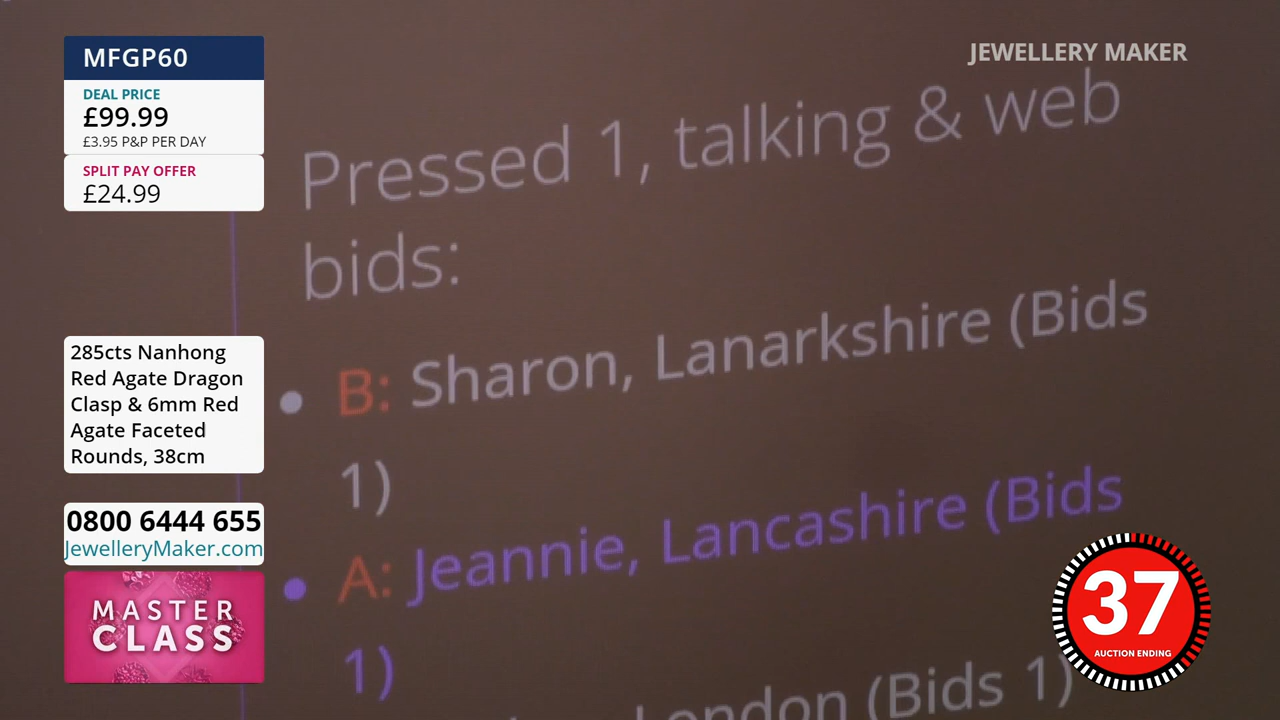 MFGP60
DEAL PRICE
£99.99
£3.95 P&P PER DAY
SPLIT PAY OFFER
£24.99
285cts Nanhong
Red Agate Dragon
Clasp & 6mm Red
Agate Faceted
Rounds, 38cm
0800 6444 655
JewelleryMaker.com
MASTER
CLASS
JEWELLERY MAKER
Pressed 1, talking & web
bids:
• B: Sharon, Lanarkshire (Bids
1)
• A: Jeannie, Lancashire (Bids
1)
London (Bids 1)
37
AUCTION ENDING